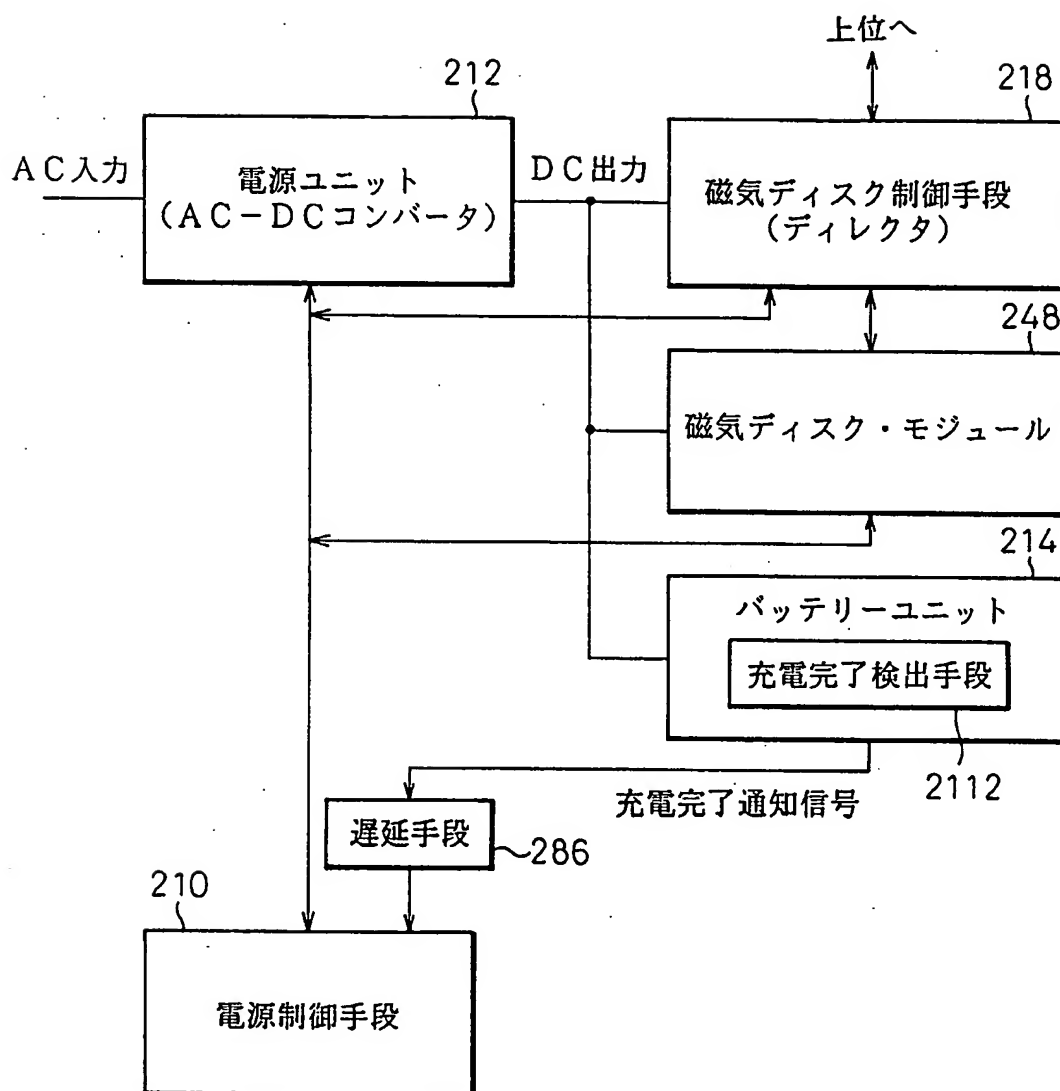 上位へ
212
218
AC入力
電源ユニット
(AC-DCコンバータ)
DC出力
磁気ディスク制御手段
(ディレクタ)
248
磁気ディスク・モジュール
214
バッテリーユニット
充電完了検出手段
充電完了通知信号
2112
遅延手段
286
210
電源制御手段